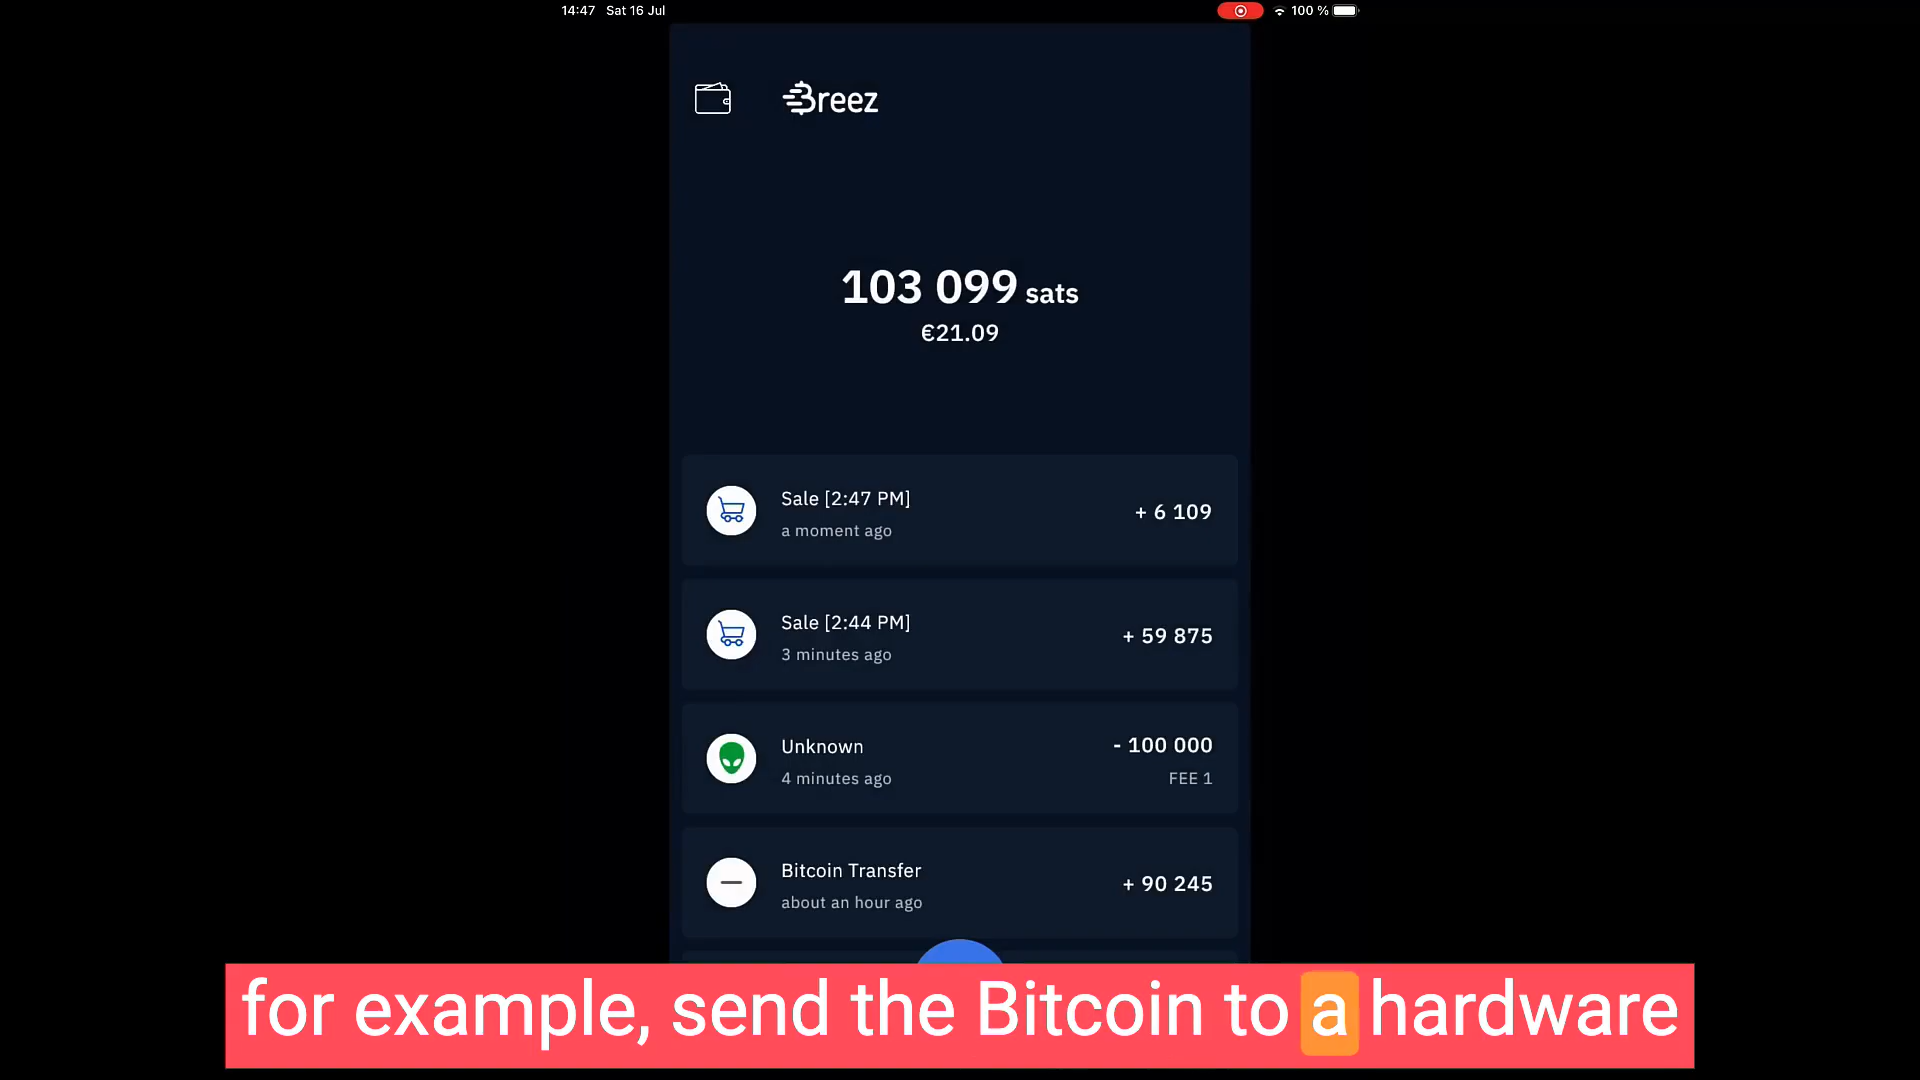 14:47 Sat 16 Jul 100 %
Breez
103 099 sats
€21.09
Sale [2:47 PM]
a moment ago
+ 6 109
Sale [2:44 PM]
3 minutes ago
+ 59 875
Unknown
4 minutes ago
- 100 000
FEE 1
Bitcoin Transfer
about an hour ago
+ 90 245
for example, send the Bitcoin to a hardware